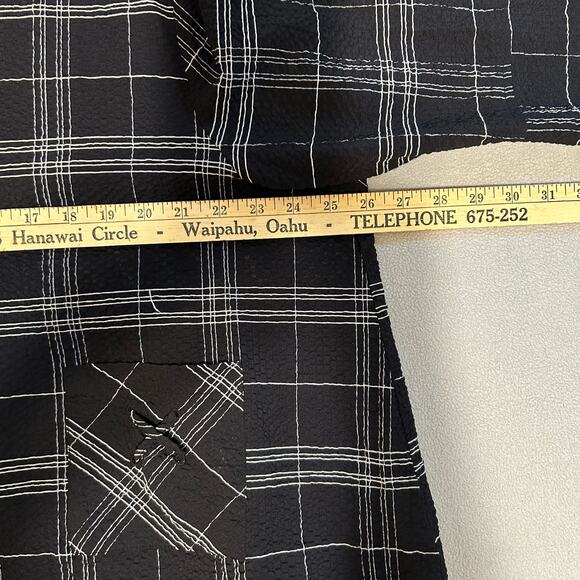 17 18 19 20 21 22 23 24 25 26 27 28 29 30 31
Hanawai Circle - Waipahu, Oahu - TELEPHONE 675-252